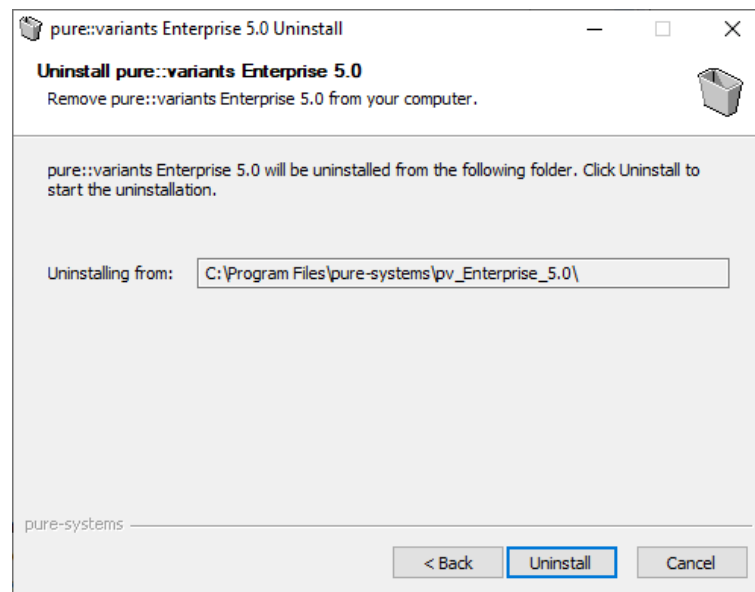 pure::variants Enterprise 5.0 Uninstall
Uninstall pure::variants Enterprise 5.0
Remove pure::variants Enterprise 5.0 from your computer.
pure::variants Enterprise 5.0 will be uninstalled from the following folder. Click Uninstall to
start the uninstallation.
Uninstalling from: C:\Program Files\pure-systems\pv_Enterprise_5.0\
pure-systems
< Back Uninstall Cancel